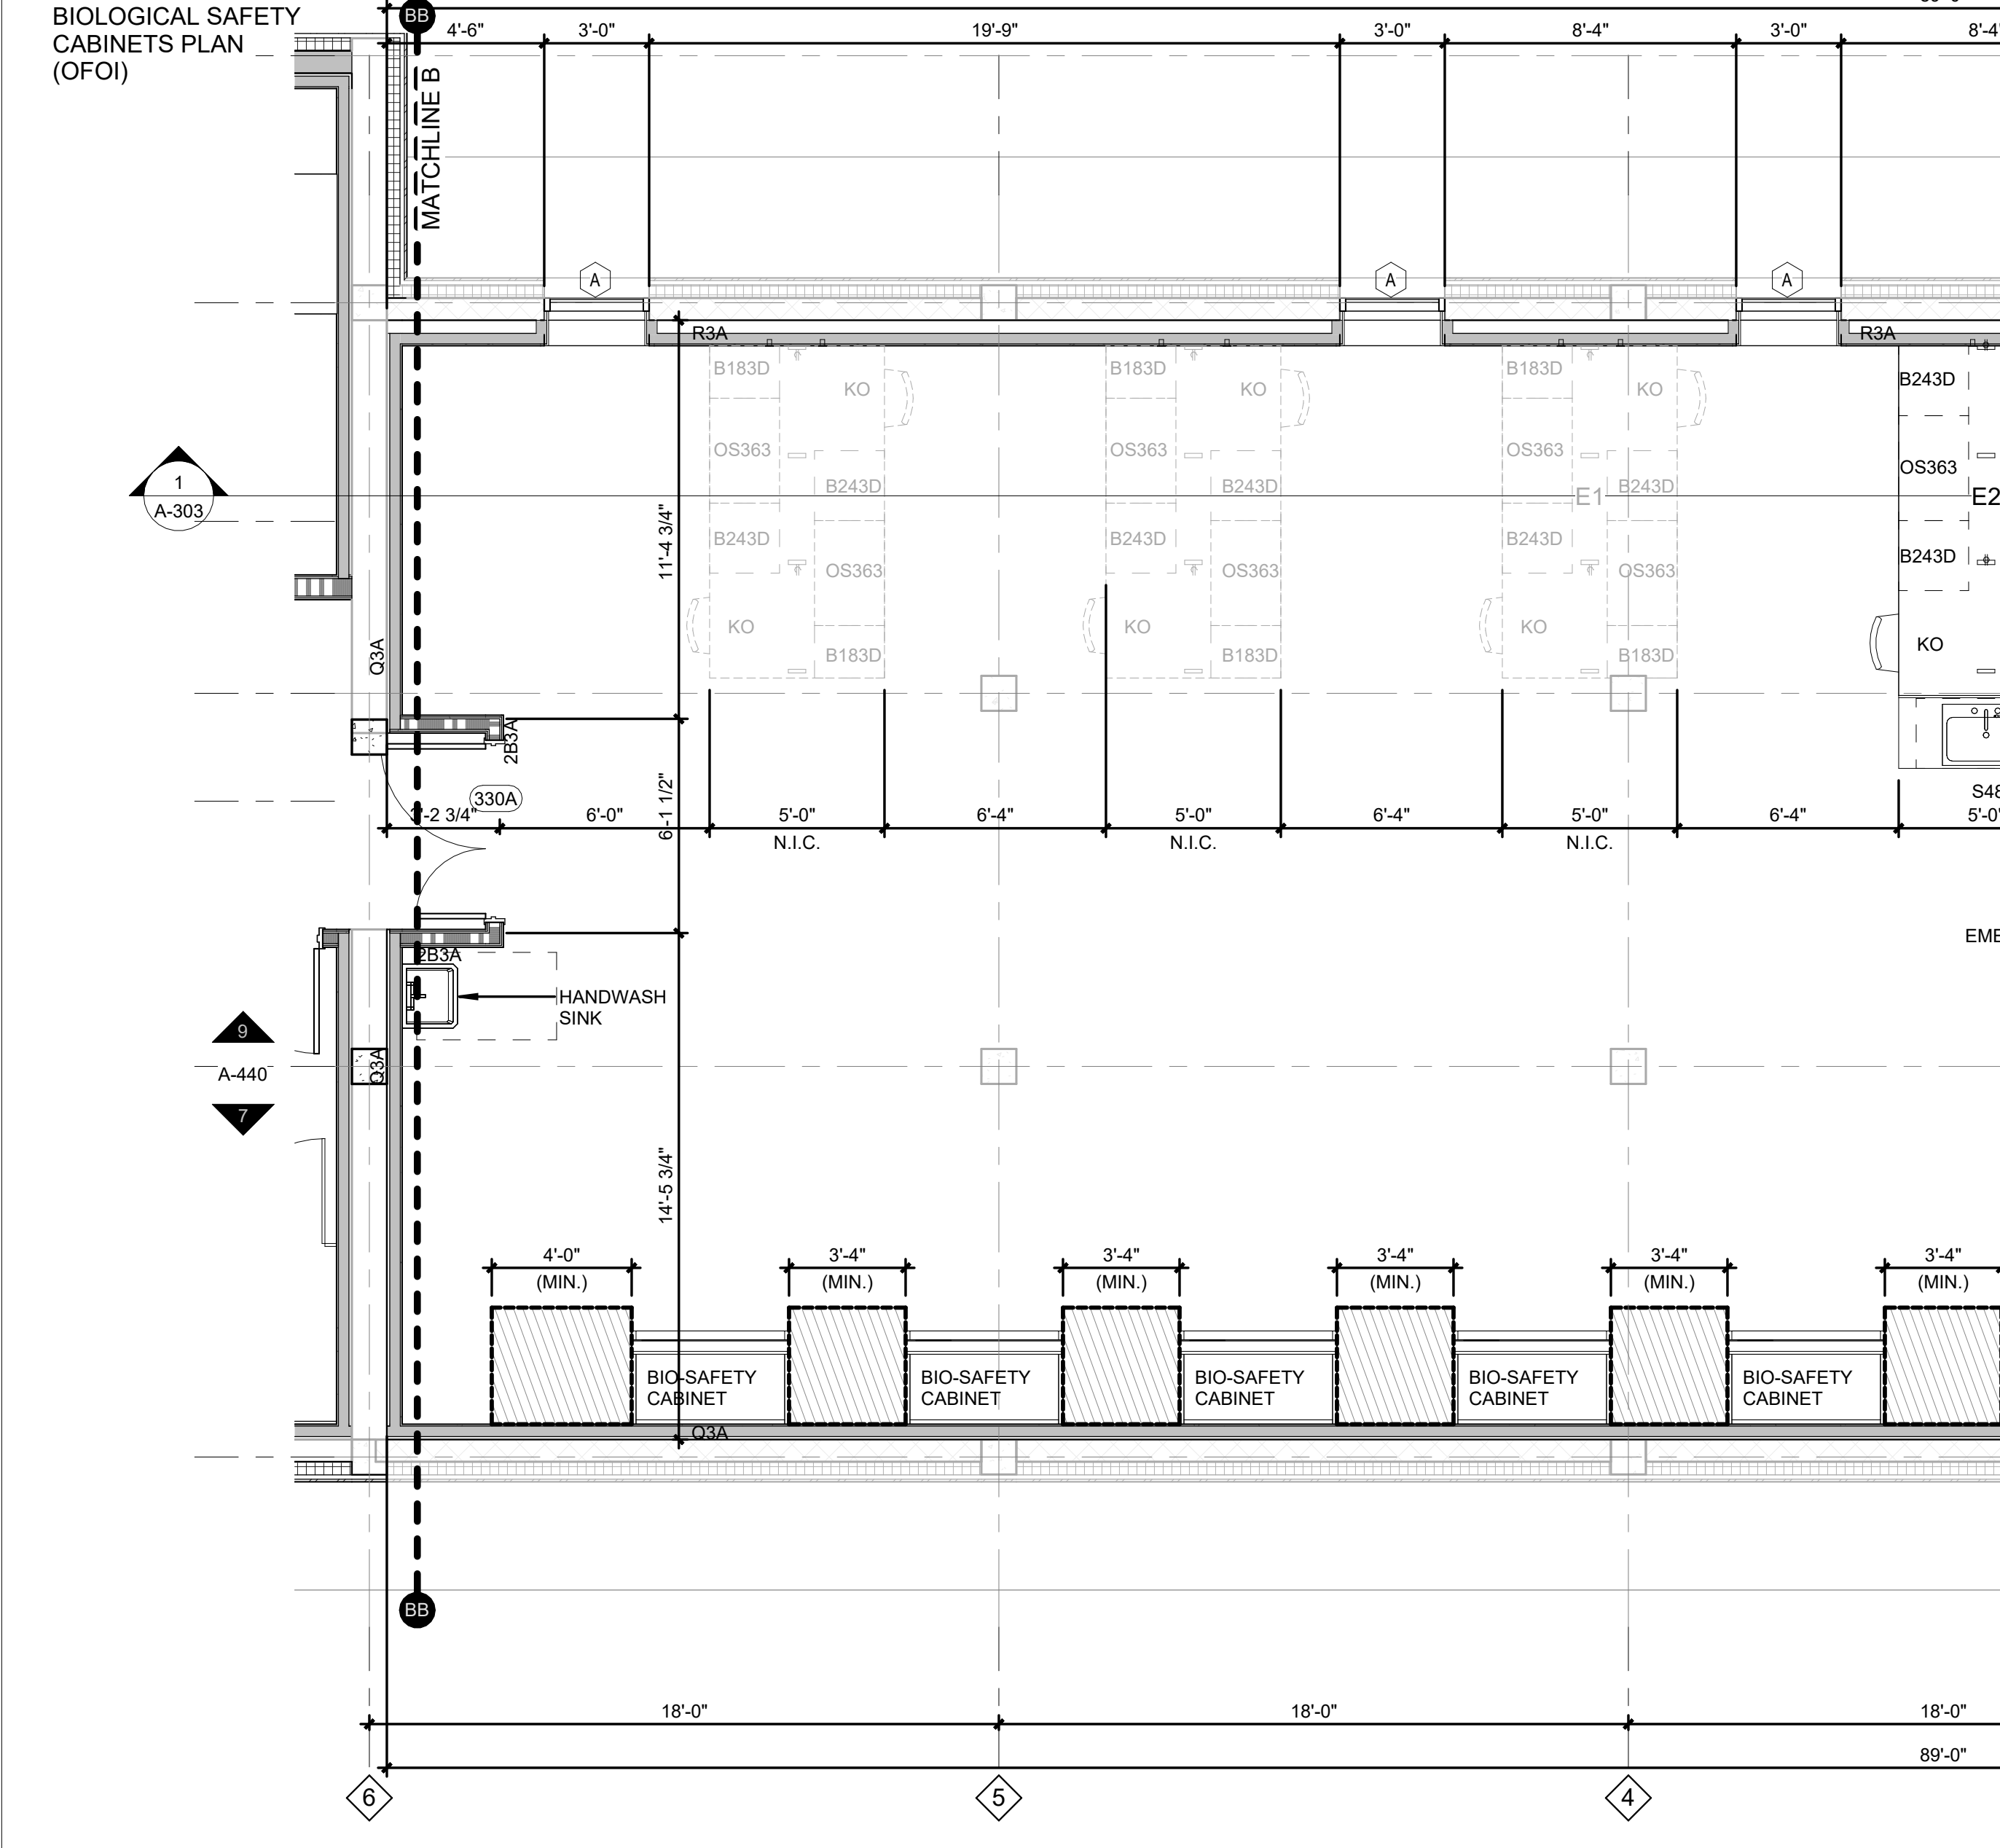 BIOLOGICAL SAFETY
CABINETS PLAN
(OFOI)
BB
MATCHLINE B
4'-6"
3'-0"
19'-9"
3'-0"
8'-4"
3'-0"
A
A
A
R3A
R3A
B183D
KO
OS363
B243D
B243D
OS363
KO
B183D
B183D
KO
OS363
B243D
B243D
OS363
KO
B183D
B183D
KO
OS363
E1
B243D
B243D
OS363
KO
B183D
B243D
OS363
E2
B243D
KO
1
A-303
11'-4 3/4"
Q3A
2B3A
330A
6'-1 1/2"
6'-0"
5'-0"
6'-4"
5'-0"
6'-4"
5'-0"
6'-4"
N.I.C.
N.I.C.
N.I.C.
2B3A
HANDWASH
SINK
9
A-440
7
Q3A
14'-5 3/4"
4'-0"
(MIN.)
3'-4"
(MIN.)
3'-4"
(MIN.)
3'-4"
(MIN.)
3'-4"
(MIN.)
3'-4"
(MIN.)
BIO-SAFETY
CABINET
BIO-SAFETY
CABINET
BIO-SAFETY
CABINET
BIO-SAFETY
CABINET
BIO-SAFETY
CABINET
Q3A
BB
18'-0"
18'-0"
18'-0"
89'-0"
6
5
4